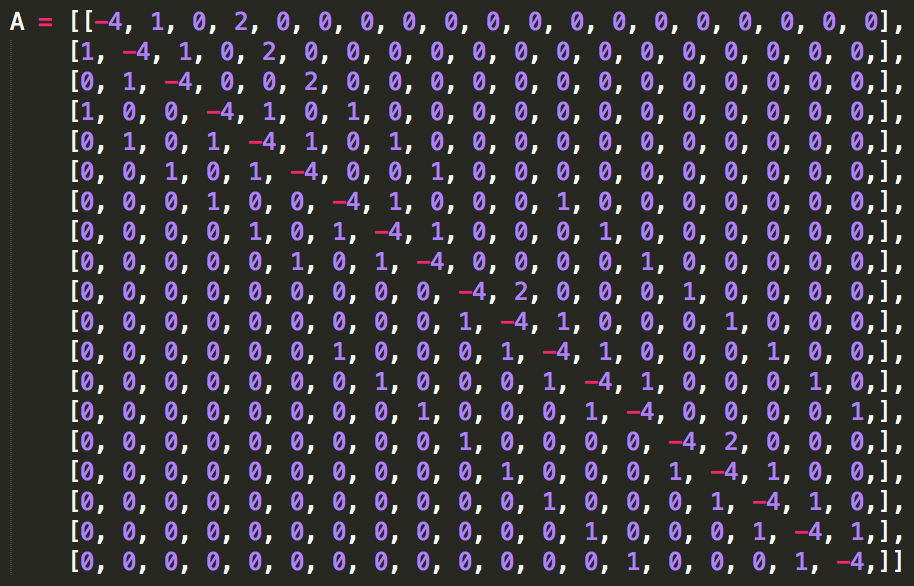 A = [[−4, 1, 0, 2, 0, 0, 0, 0, 0, 0, 0, 0, 0, 0, 0, 0, 0, 0, 0],
[1, −4, 1, 0, 2, 0, 0, 0, 0, 0, 0, 0, 0, 0, 0, 0, 0, 0, 0,],
[0, 1, −4, 0, 0, 2, 0, 0, 0, 0, 0, 0, 0, 0, 0, 0, 0, 0, 0,],
[1, 0, 0, −4, 1, 0, 1, 0, 0, 0, 0, 0, 0, 0, 0, 0, 0, 0, 0,],
[0, 1, 0, 1, −4, 1, 0, 1, 0, 0, 0, 0, 0, 0, 0, 0, 0, 0, 0,],
[0, 0, 1, 0, 1, −4, 0, 0, 1, 0, 0, 0, 0, 0, 0, 0, 0, 0, 0,],
[0, 0, 0, 1, 0, 0, −4, 1, 0, 0, 0, 1, 0, 0, 0, 0, 0, 0, 0,],
[0, 0, 0, 0, 1, 0, 1, −4, 1, 0, 0, 0, 1, 0, 0, 0, 0, 0, 0,],
[0, 0, 0, 0, 0, 1, 0, 1, −4, 0, 0, 0, 0, 1, 0, 0, 0, 0, 0,],
[0, 0, 0, 0, 0, 0, 0, 0, 0, −4, 2, 0, 0, 0, 1, 0, 0, 0, 0,],
[0, 0, 0, 0, 0, 0, 0, 0, 0, 1, −4, 1, 0, 0, 0, 1, 0, 0, 0,],
[0, 0, 0, 0, 0, 0, 1, 0, 0, 0, 1, −4, 1, 0, 0, 0, 1, 0, 0,],
[0, 0, 0, 0, 0, 0, 0, 1, 0, 0, 0, 1, −4, 1, 0, 0, 0, 1, 0,],
[0, 0, 0, 0, 0, 0, 0, 0, 1, 0, 0, 0, 1, −4, 0, 0, 0, 0, 1,],
[0, 0, 0, 0, 0, 0, 0, 0, 0, 1, 0, 0, 0, 0, −4, 2, 0, 0, 0,],
[0, 0, 0, 0, 0, 0, 0, 0, 0, 0, 1, 0, 0, 0, 1, −4, 1, 0, 0,],
[0, 0, 0, 0, 0, 0, 0, 0, 0, 0, 0, 1, 0, 0, 0, 1, −4, 1, 0,],
[0, 0, 0, 0, 0, 0, 0, 0, 0, 0, 0, 0, 1, 0, 0, 0, 1, −4, 1,],
[0, 0, 0, 0, 0, 0, 0, 0, 0, 0, 0, 0, 0, 1, 0, 0, 0, 1, −4,]]